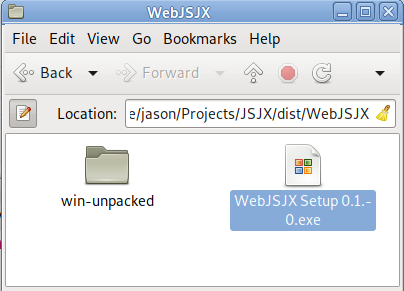 WebJSJX
File Edit View Go Bookmarks Help
Back Forward
Location: e/jason/Projects/JSJX/dist/WebJSJX
win-unpacked WebJSJX Setup 0.1.-
0.exe